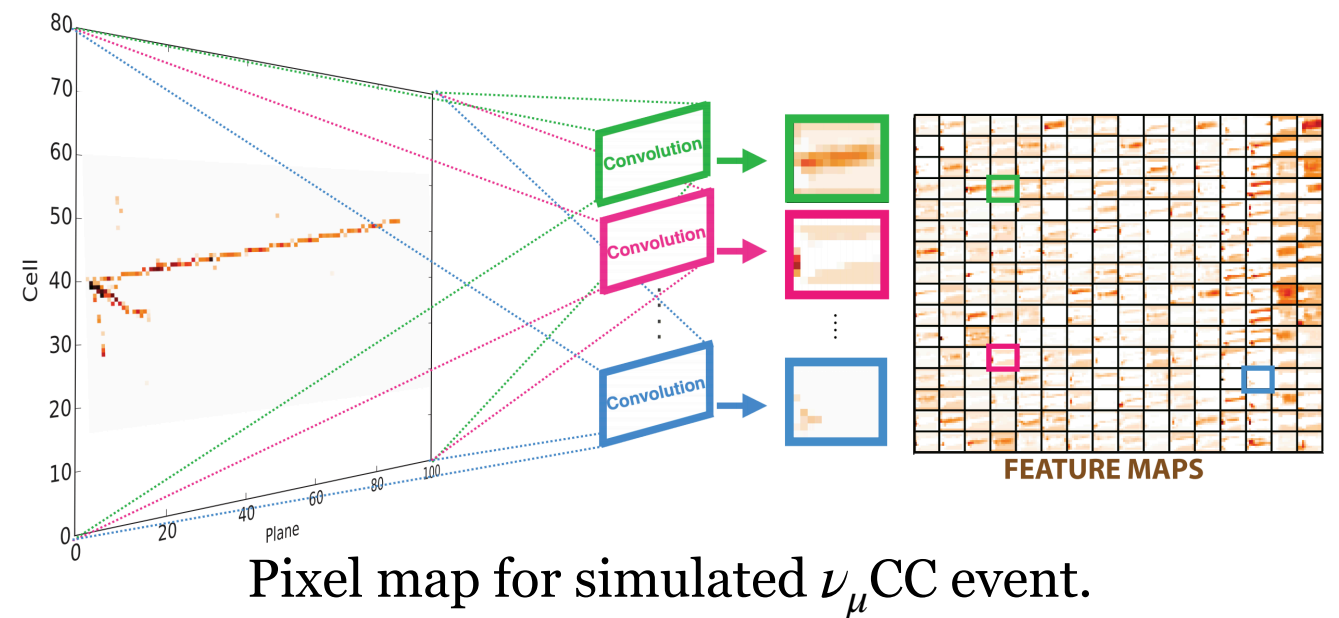 80
70
60
50
40
30
20
10
0
Cell
0
20
40
60
80
100
Plane
Convolution
Convolution
Convolution
FEATURE MAPS
Pixel map for simulated νμCC event.